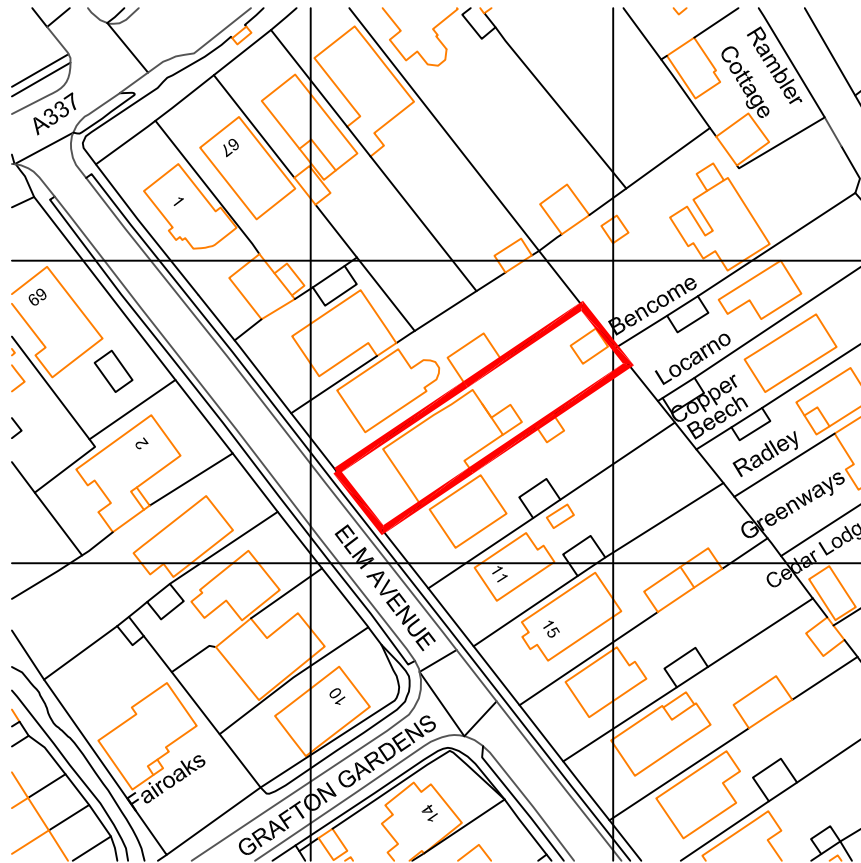 Rambler
Cottage
A337
67
1
69
Bencome
Locarno
Copper
Beech
Radley
2
Greenways
ELM AVENUE
Cedar Lodg
11
15
10
Fairoaks
GRAFTON GARDENS
14